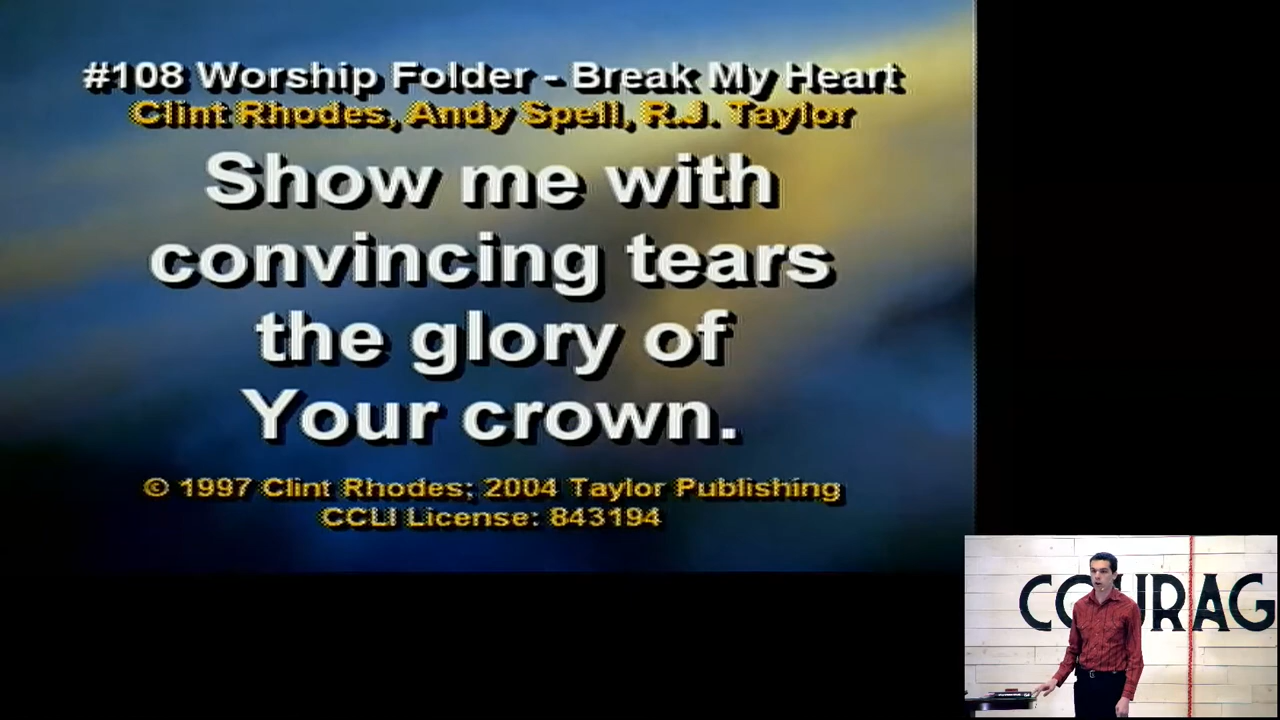 #108 Worship Folder - Break My Heart
Clint Rhodes, Andy Spell, R.J. Taylor
Show me with
convincing tears
the glory of
Your crown.
© 1997 Clint Rhodes; 2004 Taylor Publishing
CCLI License: 843194
COURAG